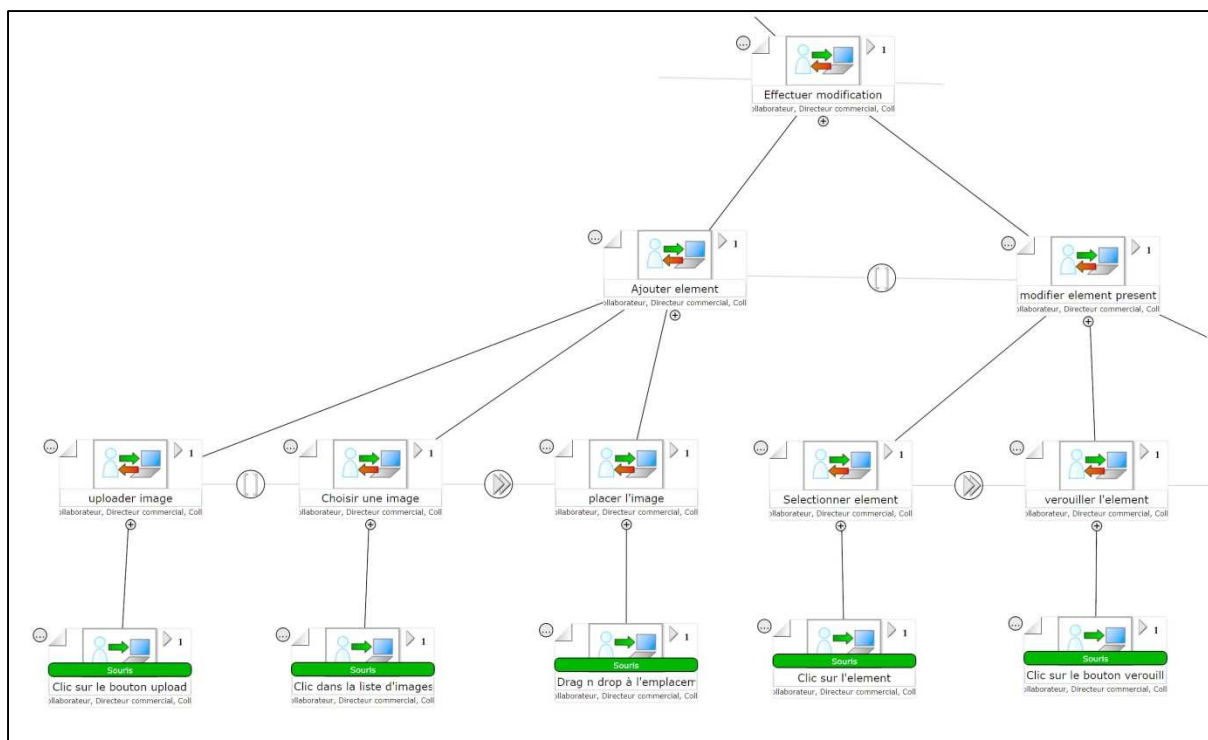 1
Effectuer modification
ollaborateur, Directeur commercial, Coll
1
Ajouter element
ollaborateur, Directeur commercial, Coll
1
modifier element present
ollaborateur, Directeur commercial, Coll
1
uploader image
ollaborateur, Directeur commercial, Coll
1
Choisir une image
ollaborateur, Directeur commercial, Coll
1
placer l'image
ollaborateur, Directeur commercial, Coll
1
Selectionner element
ollaborateur, Directeur commercial, Coll
1
verouiller l'element
ollaborateur, Directeur commercial, Coll
1
Souris
Clic sur le bouton upload
ollaborateur, Directeur commercial, Coll
1
Souris
Clic dans la liste d'images
ollaborateur, Directeur commercial, Coll
1
Souris
Drag n drop à l'emplacem
ollaborateur, Directeur commercial, Coll
1
Souris
Clic sur l'element
ollaborateur, Directeur commercial, Coll
1
Souris
Clic sur le bouton verouill
ollaborateur, Directeur commercial, Coll